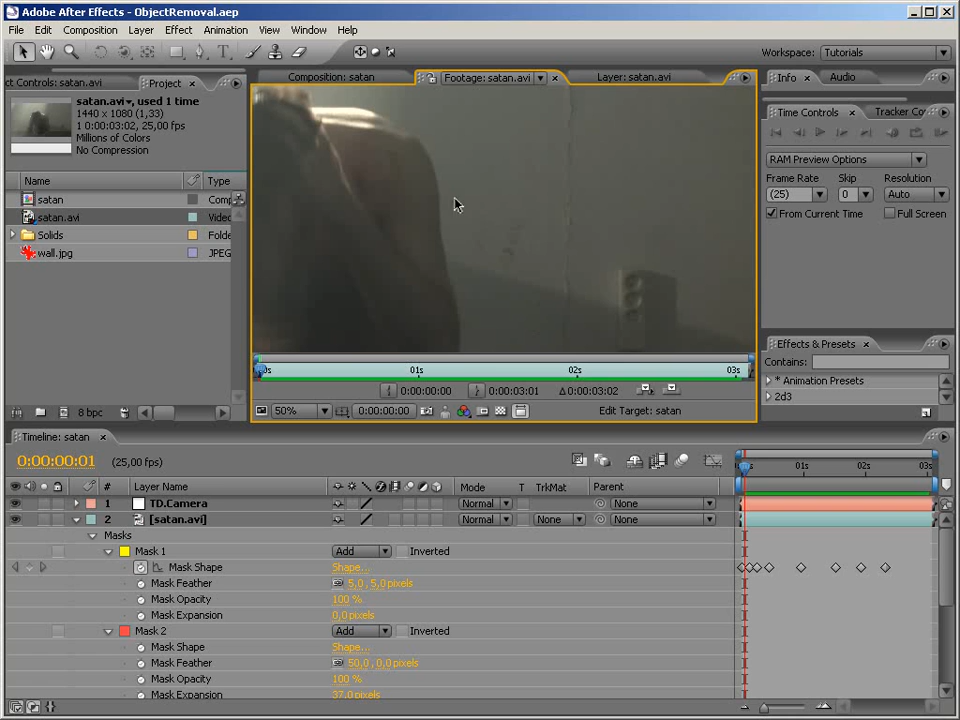 Adobe After Effects - ObjectRemoval.aep
File Edit Composition Layer Effect Animation View Window Help
Workspace: Tutorials
ct Controls: satan.avi Project
Composition: satan
Footage: satan.avi
Layer: satan.avi
Info Audio
satan.avi, used 1 time
1440 x 1080 (1,33)
Δ 0:00:03:02, 25,00 fps
Millions of Colors
No Compression
Time Controls Tracker Co
RAM Preview Options
Frame Rate Skip Resolution
(25) 0 Auto
From Current Time Full Screen
Name Type
satan Comp
satan.avi Video
Solids Folde
wall.jpg JPEG
Effects & Presets
Contains:
* Animation Presets
2d3
01s 02s 03s
0:00:00:00 0:00:03:01 Δ 0:00:03:02
50% 0:00:00:00 Edit Target: satan
8 bpc
Timeline: satan
0:00:00:01 (25,00 fps)
# Layer Name Mode T TrkMat Parent
01s 02s 03s
1 TD.Camera Normal None
2 [satan.avi] Normal None None
Masks
Mask 1 Add Inverted
Mask Shape Shape...
Mask Feather 5,0, 5,0 pixels
Mask Opacity 100 %
Mask Expansion 0,0 pixels
Mask 2 Add Inverted
Mask Shape Shape...
Mask Feather 50,0, 0,0 pixels
Mask Opacity 100 %
Mask Expansion 37,0 pixels